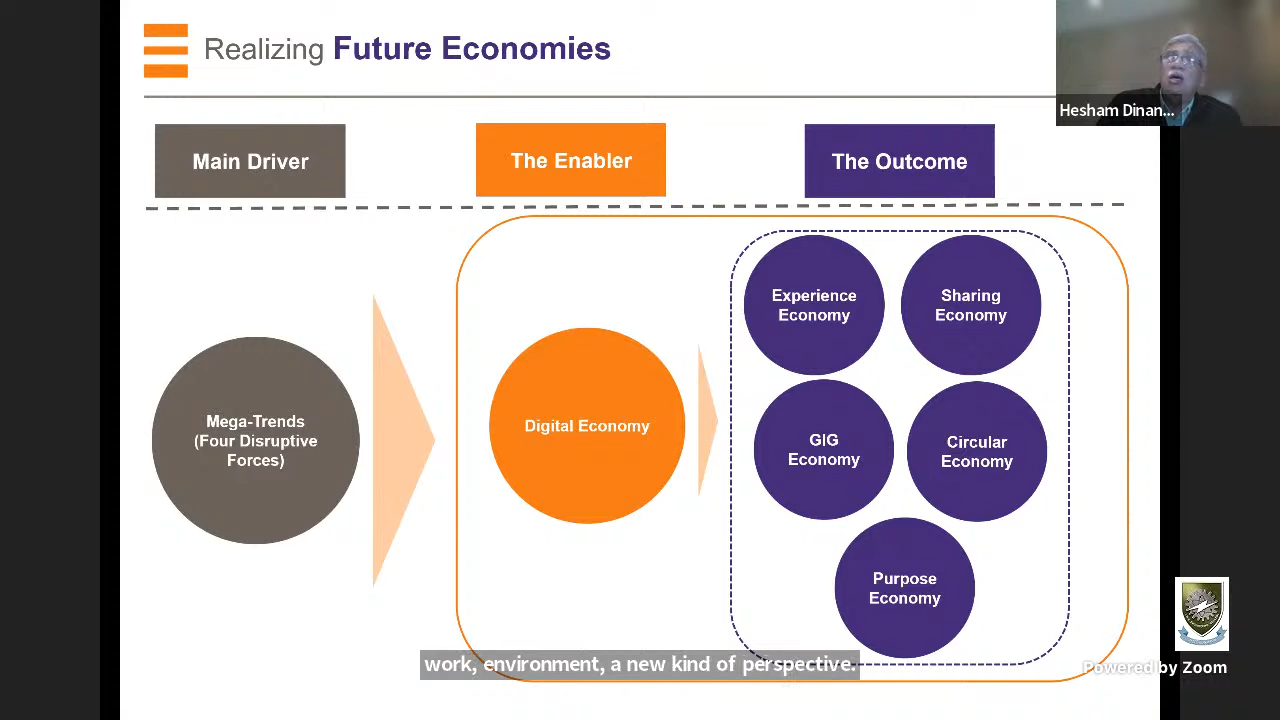 Realizing Future Economies
Hesham Dinan...
Main Driver
The Enabler
The Outcome
Mega-Trends
(Four Disruptive
Forces)
Digital Economy
Experience
Economy
Sharing
Economy
GIG
Economy
Circular
Economy
Purpose
Economy
work, environment, a new kind of perspective.
Powered by Zoom